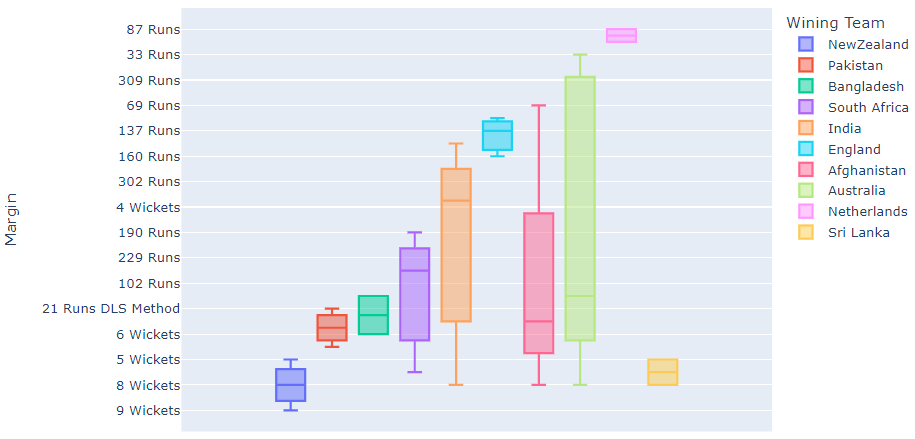 Margin
87 Runs
33 Runs
309 Runs
69 Runs
137 Runs
160 Runs
302 Runs
4 Wickets
190 Runs
229 Runs
102 Runs
21 Runs DLS Method
6 Wickets
5 Wickets
8 Wickets
9 Wickets
Wining Team
NewZealand
Pakistan
Bangladesh
South Africa
India
England
Afghanistan
Australia
Netherlands
Sri Lanka